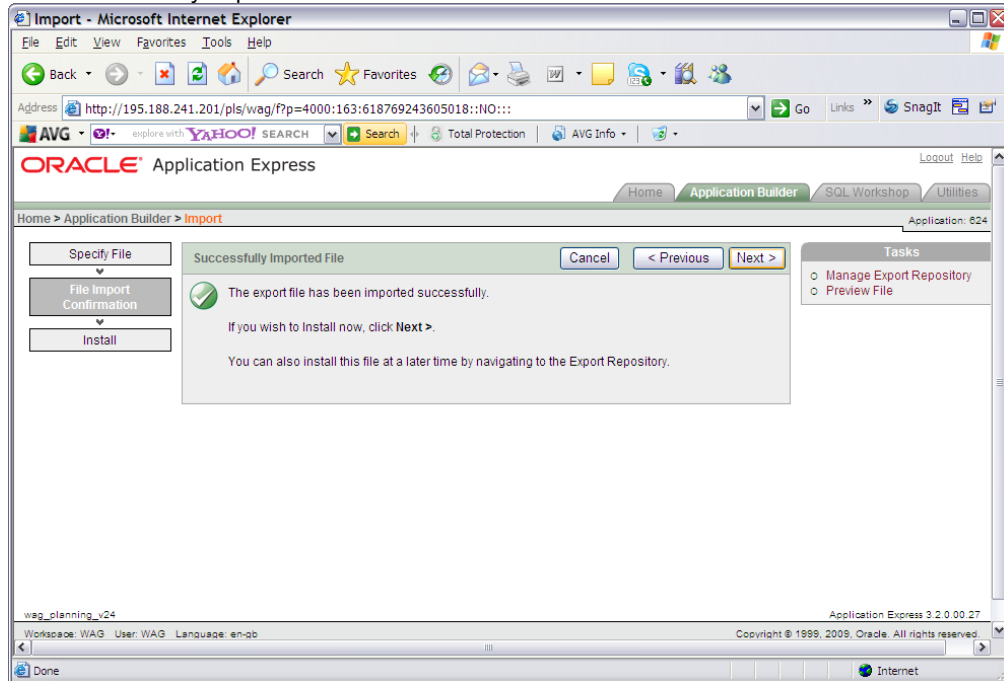 Import - Microsoft Internet Explorer
File Edit View Favorites Tools Help
Back Search Favorites
Address http://195.188.241.201/pls/wag/f?p=4000:163:618769243605018::NO::: Go Links » SnagIt
AVG explore with YAHOO! SEARCH Search Total Protection AVG Info
ORACLE Application Express
Logout Help
Home Application Builder SQL Workshop Utilities
Home > Application Builder > Import
Application: 624
Specify File
File Import
Confirmation
Install
Successfully Imported File Cancel < Previous Next >
The export file has been imported successfully.
If you wish to Install now, click Next >.
You can also install this file at a later time by navigating to the Export Repository.
Tasks
Manage Export Repository
Preview File
wag_planning_v24
Application Express 3.2.0.00.27
Workspace: WAG User: WAG Language: en-gb
Copyright © 1999, 2009, Oracle. All rights reserved.
Done Internet